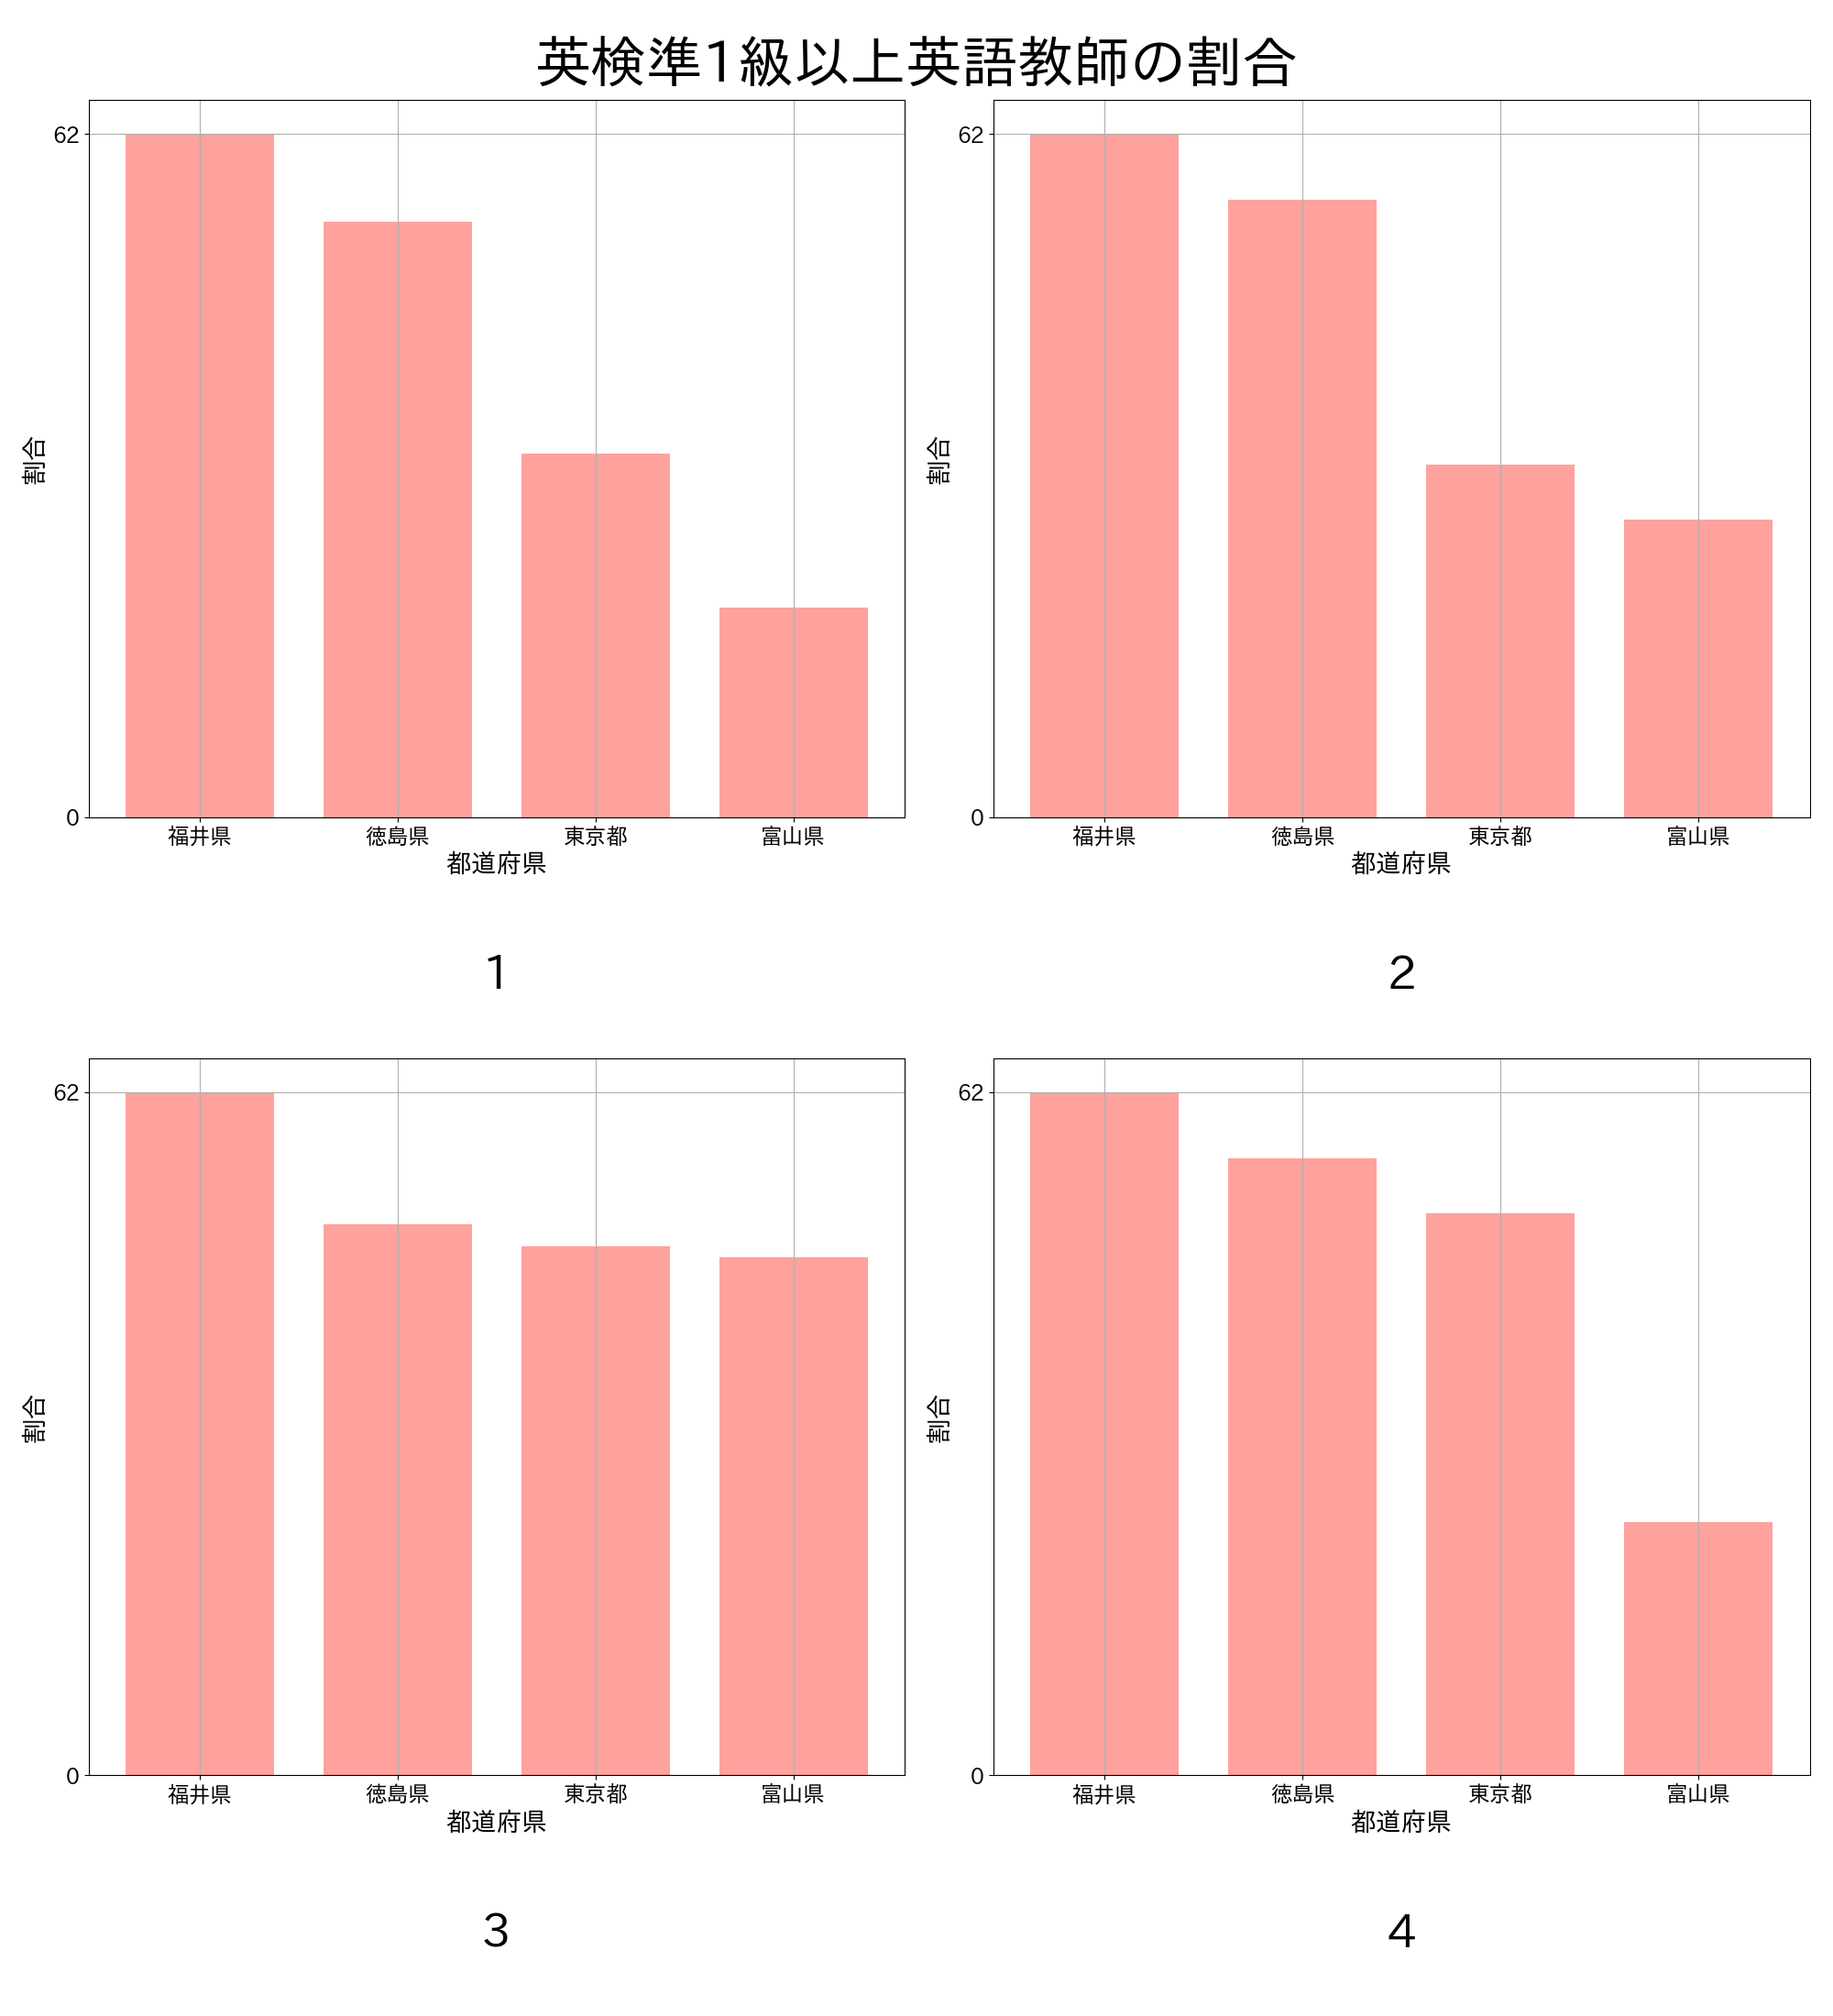 英検準1級以上英語教師の割合
62
0
割合
福井県 徳島県 東京都 富山県
都道府県
1
62
0
割合
福井県 徳島県 東京都 富山県
都道府県
2
62
0
割合
福井県 徳島県 東京都 富山県
都道府県
3
62
0
割合
福井県 徳島県 東京都 富山県
都道府県
4